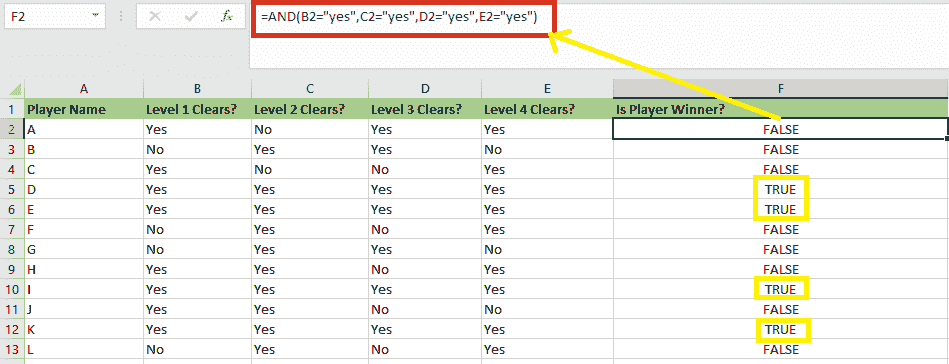 F2 fx =AND(B2="yes",C2="yes",D2="yes",E2="yes")
A B C D E F
1 Player Name Level 1 Clears? Level 2 Clears? Level 3 Clears? Level 4 Clears? Is Player Winner?
2 A Yes No Yes Yes FALSE
3 B No Yes Yes No FALSE
4 C Yes No No Yes FALSE
5 D Yes Yes Yes Yes TRUE
6 E Yes Yes Yes Yes TRUE
7 F No Yes No Yes FALSE
8 G No Yes Yes No FALSE
9 H Yes Yes No Yes FALSE
10 I Yes Yes Yes Yes TRUE
11 J Yes Yes No No FALSE
12 K Yes Yes Yes Yes TRUE
13 L No Yes No Yes FALSE